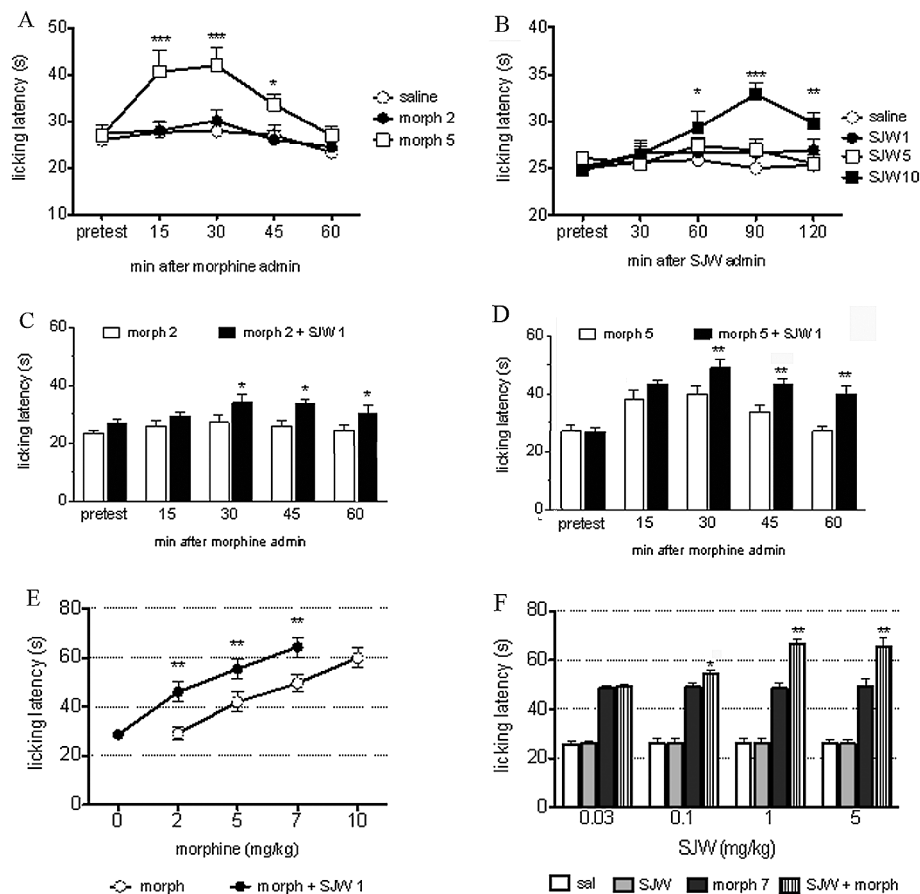 A
licking latency (s)
50
40
30
20
10
***
***
*
saline
morph 2
morph 5
pretest 15 30 45 60
min after morphine admin
B
licking latency (s)
40
35
30
25
20
*
***
**
saline
SJW1
SJW5
SJW10
pretest 30 60 90 120
min after SJW admin
C
licking latency (s)
60
40
20
0
morph 2 morph 2 + SJW 1
* * *
pretest 15 30 45 60
min after morphine admin
D
licking latency (s)
60
40
20
0
morph 5 morph 5 + SJW 1
** ** **
pretest 15 30 45 60
min after morphine admin
E
licking latency (s)
80
60
40
20
0
** ** **
0 2 5 7 10
morphine (mg/kg)
morph morph + SJW 1
F
licking latency (s)
80
60
40
20
0
* ** **
0.03 0.1 1 5
SJW (mg/kg)
sal SJW morph 7 SJW + morph